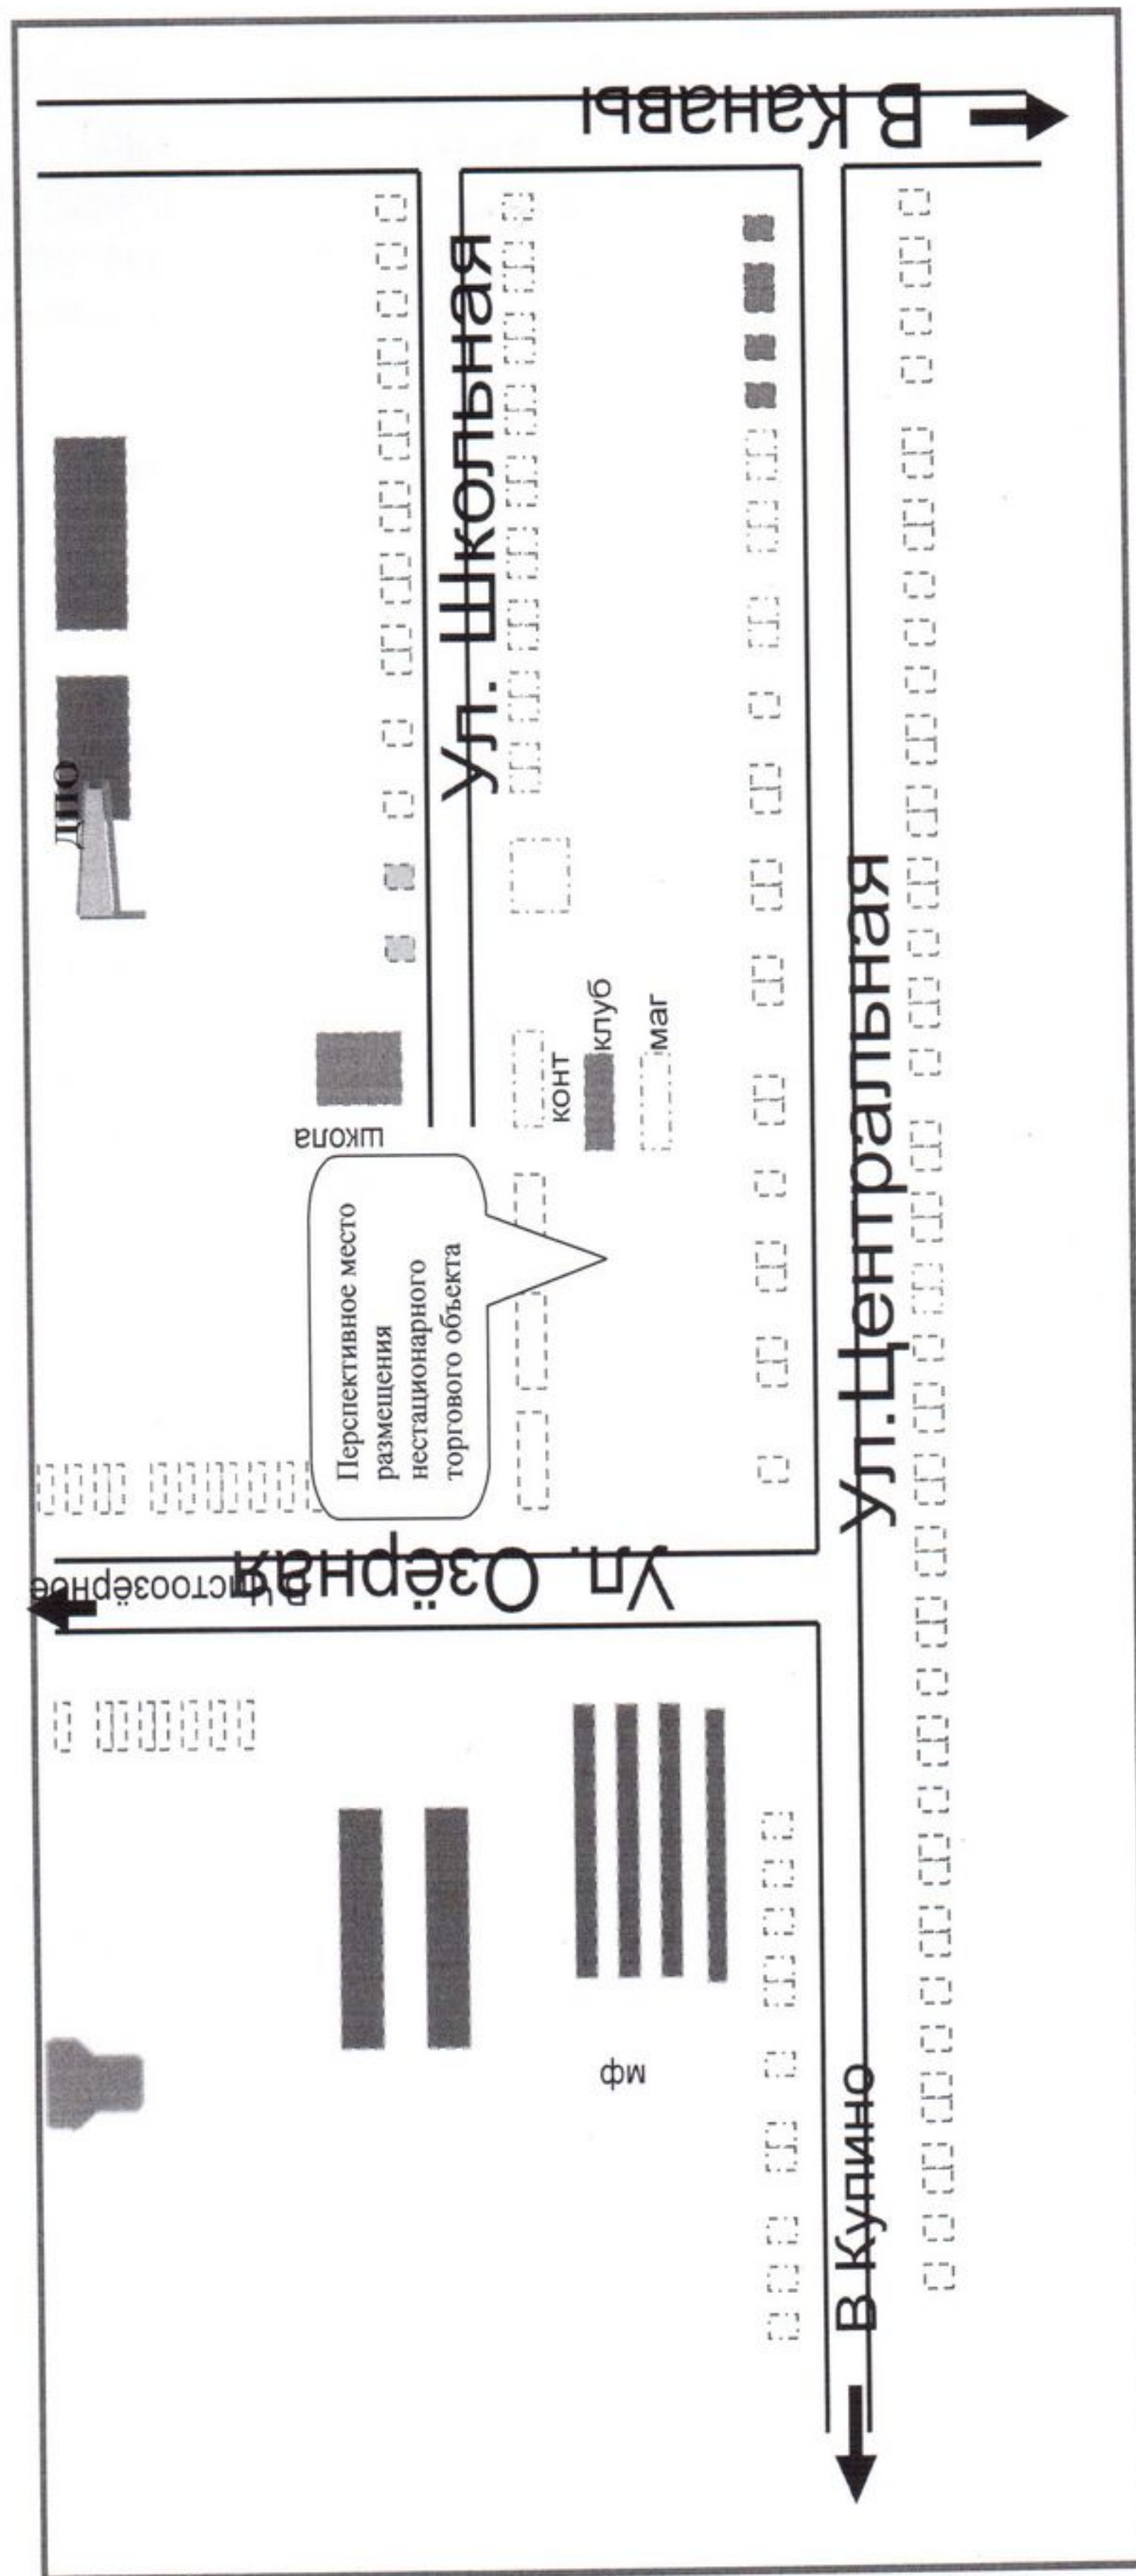 ДПО
школа
Ул. Школьная
конт
клуб
маг
Перспективное место
размещения
нестационарного
торгового объекта
Ул. Озёрная
В Чистоозёрное
Ул.Центральная
В Канавы
мф
В Купино